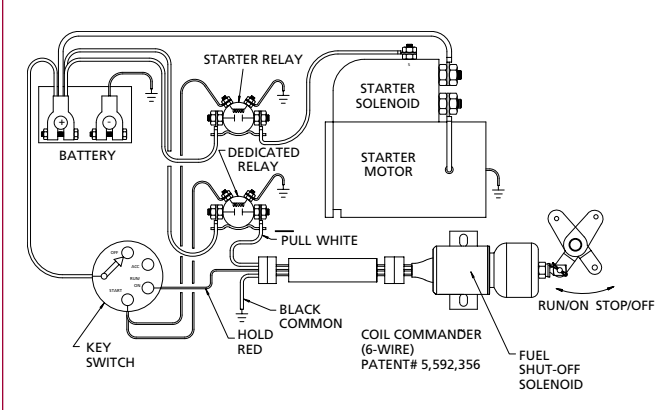 STARTER RELAY
STARTER
SOLENOID
+
-
BATTERY
DEDICATED
RELAY
STARTER
MOTOR
PULL WHITE
OFF
ACC
RUN/
ON
START
BLACK
COMMON
HOLD
RED
KEY
SWITCH
COIL COMMANDER
(6-WIRE)
PATENT# 5,592,356
FUEL
SHUT-OFF
SOLENOID
RUN/ON STOP/OFF